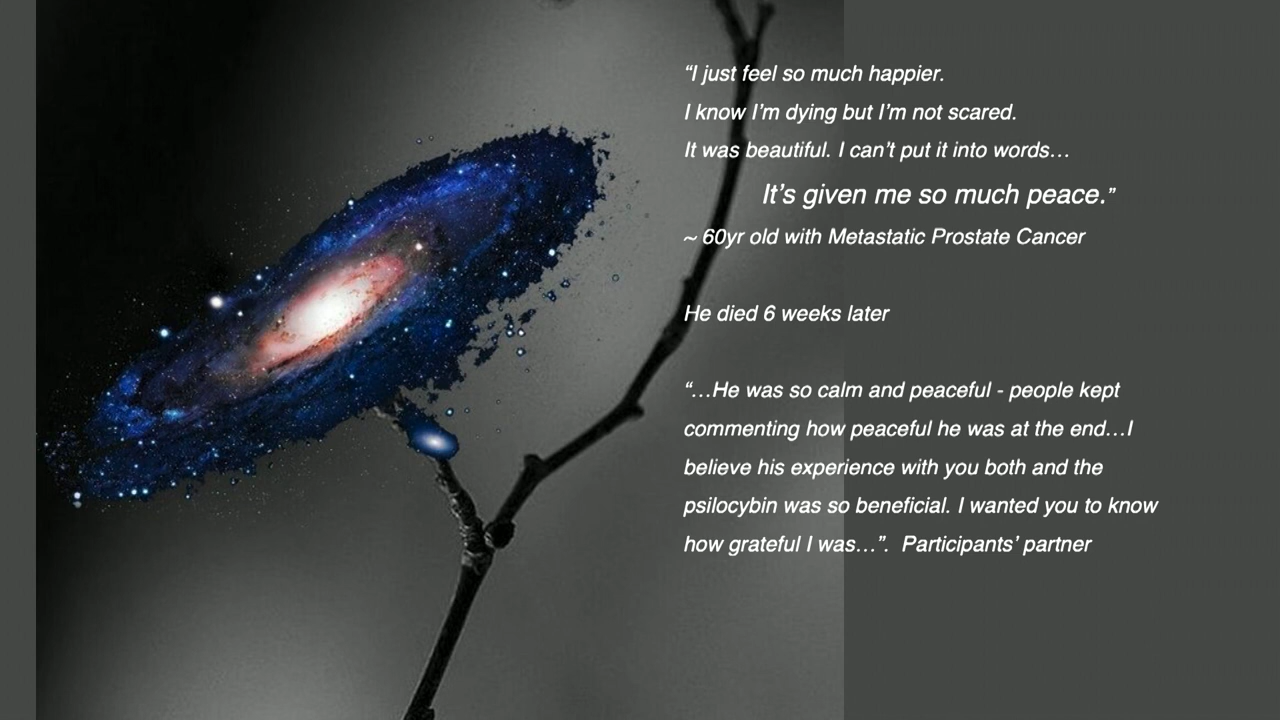 “I just feel so much happier.
I know I’m dying but I’m not scared.
It was beautiful. I can’t put it into words…
It’s given me so much peace.”
~ 60yr old with Metastatic Prostate Cancer
He died 6 weeks later
“…He was so calm and peaceful - people kept
commenting how peaceful he was at the end…I
believe his experience with you both and the
psilocybin was so beneficial. I wanted you to know
how grateful I was…”.  Participants’ partner